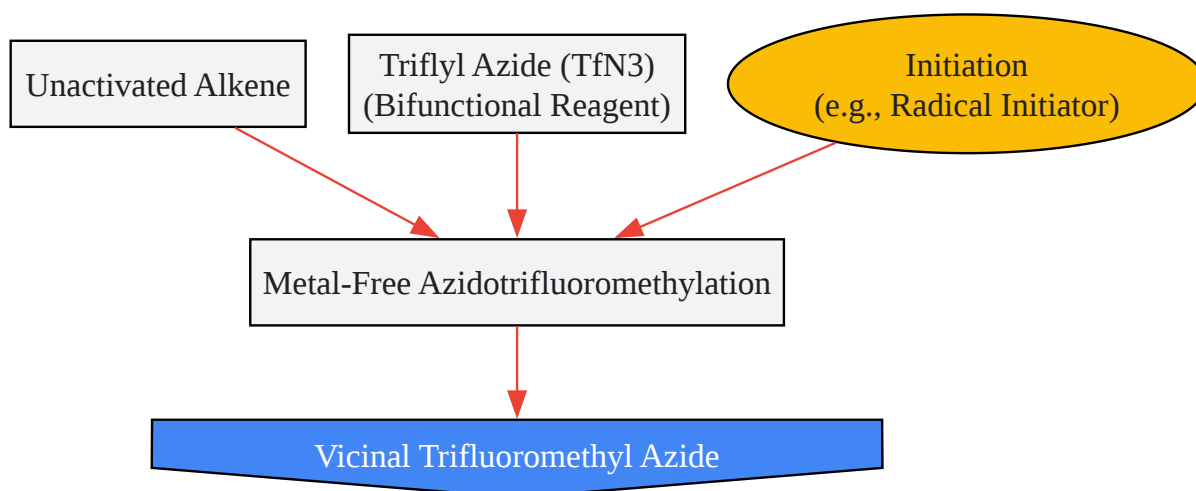 Unactivated Alkene
Triflyl Azide (TfN3)
(Bifunctional Reagent)
Initiation
(e.g., Radical Initiator)
Metal-Free Azidotrifluoromethylation
Vicinal Trifluoromethyl Azide